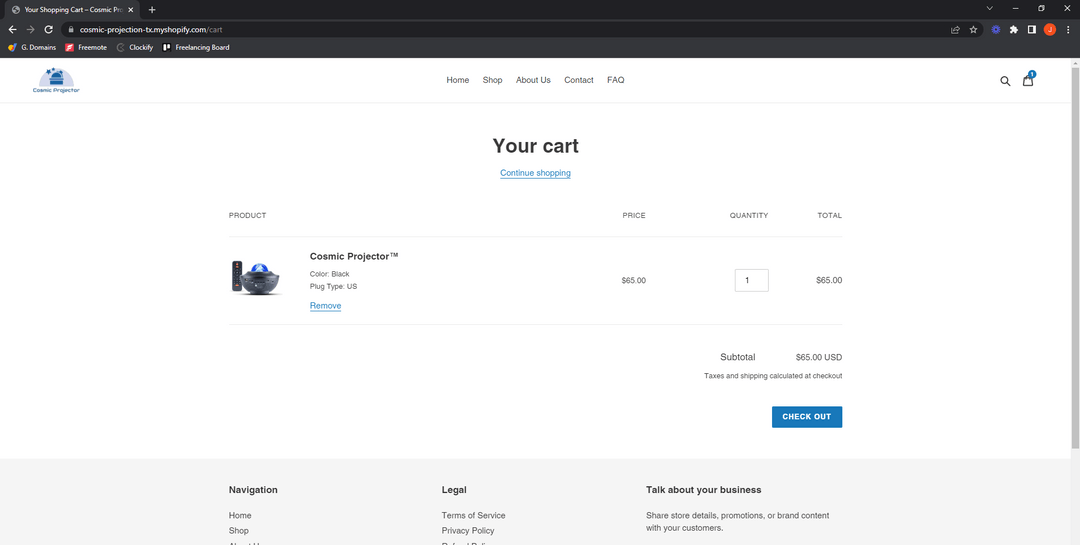 Your Shopping Cart – Cosmic Pro
cosmic-projection-tx.myshopify.com/cart
J
G. Domains Freemote Clockify Freelancing Board
Cosmic Projector
Home Shop About Us Contact FAQ
1
Your cart
Continue shopping
PRODUCT PRICE QUANTITY TOTAL
Cosmic Projector™
Color: Black
Plug Type: US
Remove
$65.00 1 $65.00
Subtotal $65.00 USD
Taxes and shipping calculated at checkout
CHECK OUT
Navigation
Home
Shop
About U
Legal
Terms of Service
Privacy Policy
Refund Policy
Talk about your business
Share store details, promotions, or brand content
with your customers.